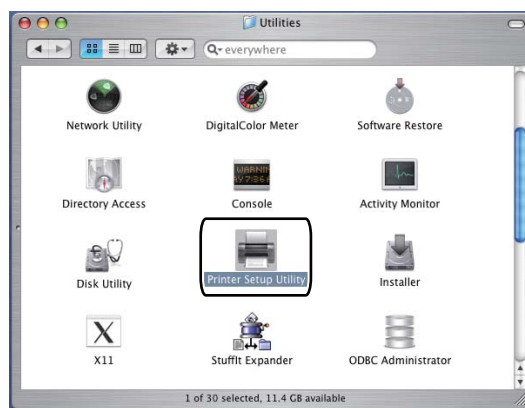 Utilities
everywhere
Network Utility
DigitalColor Meter
Software Restore
Directory Access
Console
Activity Monitor
Disk Utility
Printer Setup Utility
Installer
X11
StuffIt Expander
ODBC Administrator
1 of 30 selected, 11.4 GB available